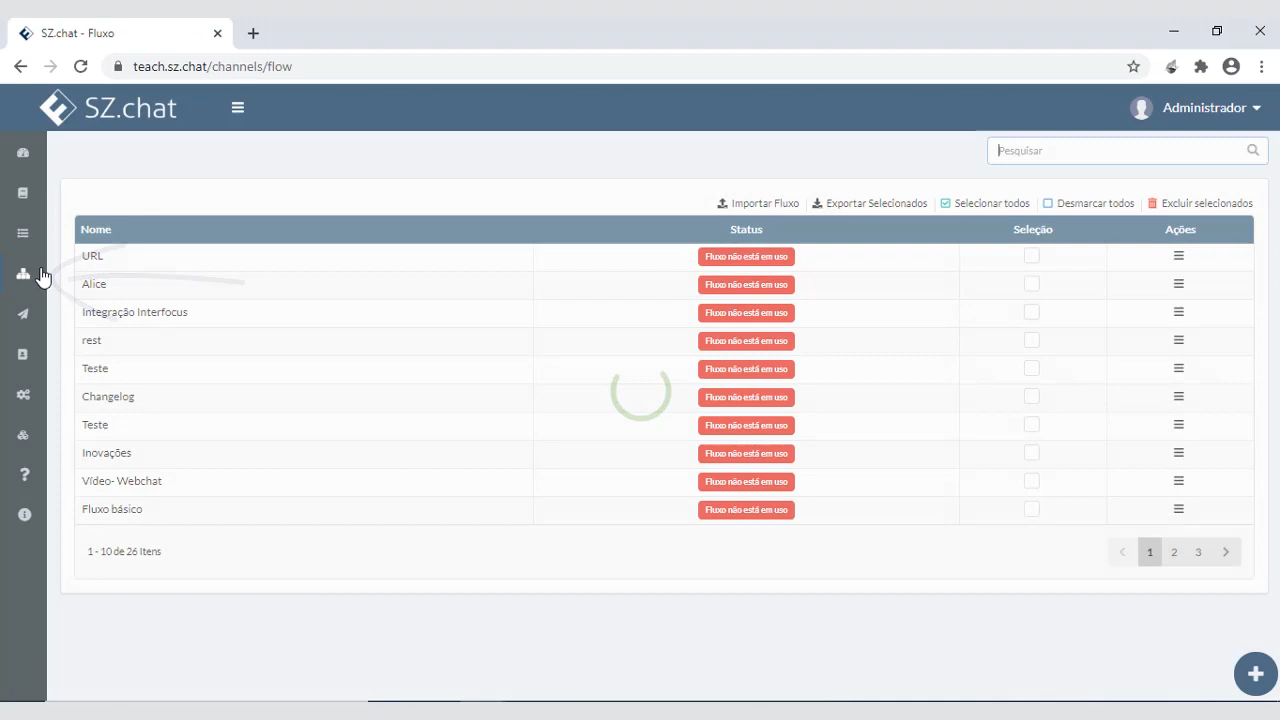 SZ.chat - Fluxo
teach.sz.chat/channels/flow
SZ.chat
Administrador
Pesquisar
Importar Fluxo
Exportar Selecionados
Selecionar todos
Desmarcar todos
Excluir selecionados
Nome Status Seleção Ações
URL Fluxo não está em uso
Alice Fluxo não está em uso
Integração Interfocus Fluxo não está em uso
rest Fluxo não está em uso
Teste Fluxo não está em uso
Changelog Fluxo não está em uso
Teste Fluxo não está em uso
Inovações Fluxo não está em uso
Vídeo- Webchat Fluxo não está em uso
Fluxo básico Fluxo não está em uso
1 - 10 de 26 Itens
1 2 3